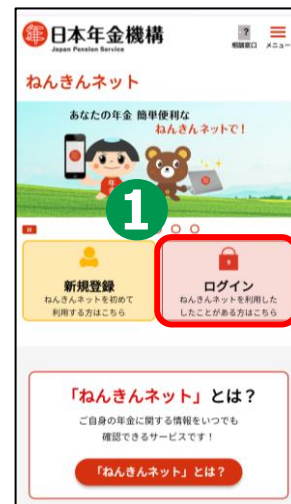 年金 日本年金機構
Japan Pension Service
?
相談窓口 メニュー
ねんきんネット
あなたの年金 簡単便利な
ねんきんネットで!
1
新規登録
ねんきんネットを初めて
利用する方はこちら
ログイン
ねんきんネットを利用した
したことがある方はこちら
「ねんきんネット」とは?
ご自身の年金に関する情報をいつでも
確認できるサービスです!
「ねんきんネット」とは?